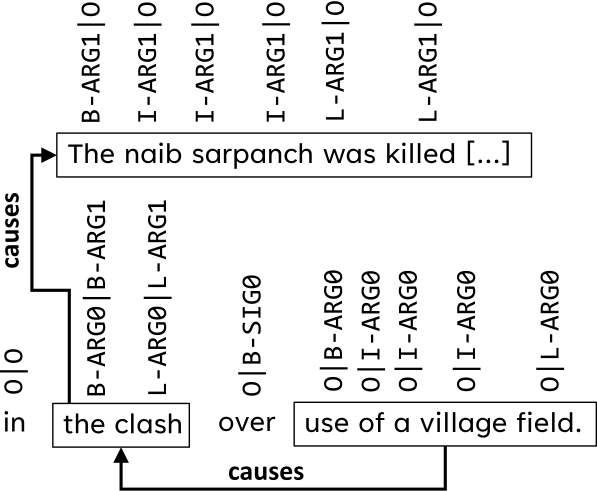 B-ARG1|O I-ARG1|O I-ARG1|O I-ARG1|O L-ARG1|O L-ARG1|O
The naib sarpanch was killed [...]
causes
O|O B-ARG0|B-ARG1 L-ARG0|L-ARG1 O|B-SIG0 O|B-ARG0 O|I-ARG0 O|I-ARG0 O|I-ARG0 O|L-ARG0
in the clash over use of a village field.
causes